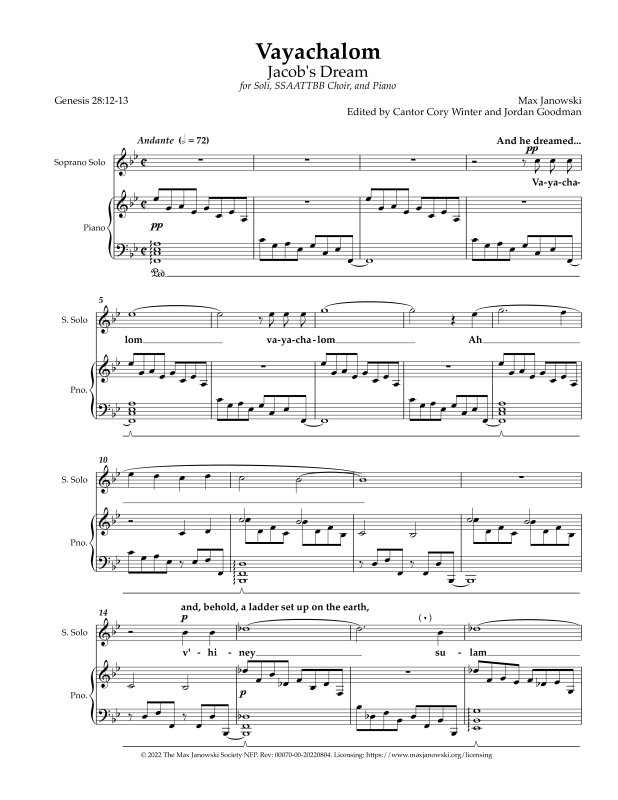 Vayachalom
Jacob's Dream
for Soli, SSAATTBB Choir, and Piano
Genesis 28:12-13
Max Janowski
Edited by Cantor Cory Winter and Jordan Goodman
Andante (𝅗𝅥 = 72)
And he dreamed...
pp
Soprano Solo
Va-ya-cha-
Piano
pp
Ped.
5
S. Solo
lom va-ya-cha-lom Ah
Pno.
10
S. Solo
Pno.
and, behold, a ladder set up on the earth,
14
p
S. Solo
v' - hi - ney su - lam
Pno.
p
© 2022 The Max Janowski Society NFP. Rev: 00070-00-20220804. Licensing: https://www.maxjanowski.org/licensing